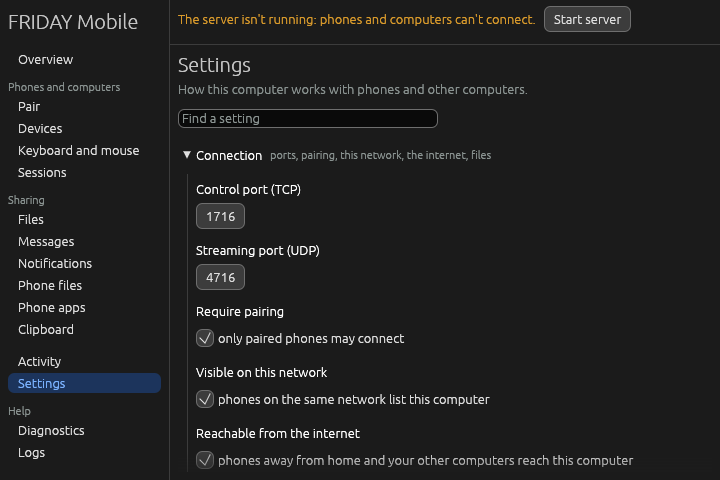 FRIDAY Mobile
Overview
Phones and computers
Pair
Devices
Keyboard and mouse
Sessions
Sharing
Files
Messages
Notifications
Phone files
Phone apps
Clipboard
Activity
Settings
Help
Diagnostics
Logs
The server isn't running: phones and computers can't connect. Start server
Settings
How this computer works with phones and other computers.
Find a setting
Connection ports, pairing, this network, the internet, files
Control port (TCP)
1716
Streaming port (UDP)
4716
Require pairing
only paired phones may connect
Visible on this network
phones on the same network list this computer
Reachable from the internet
phones away from home and your other computers reach this computer